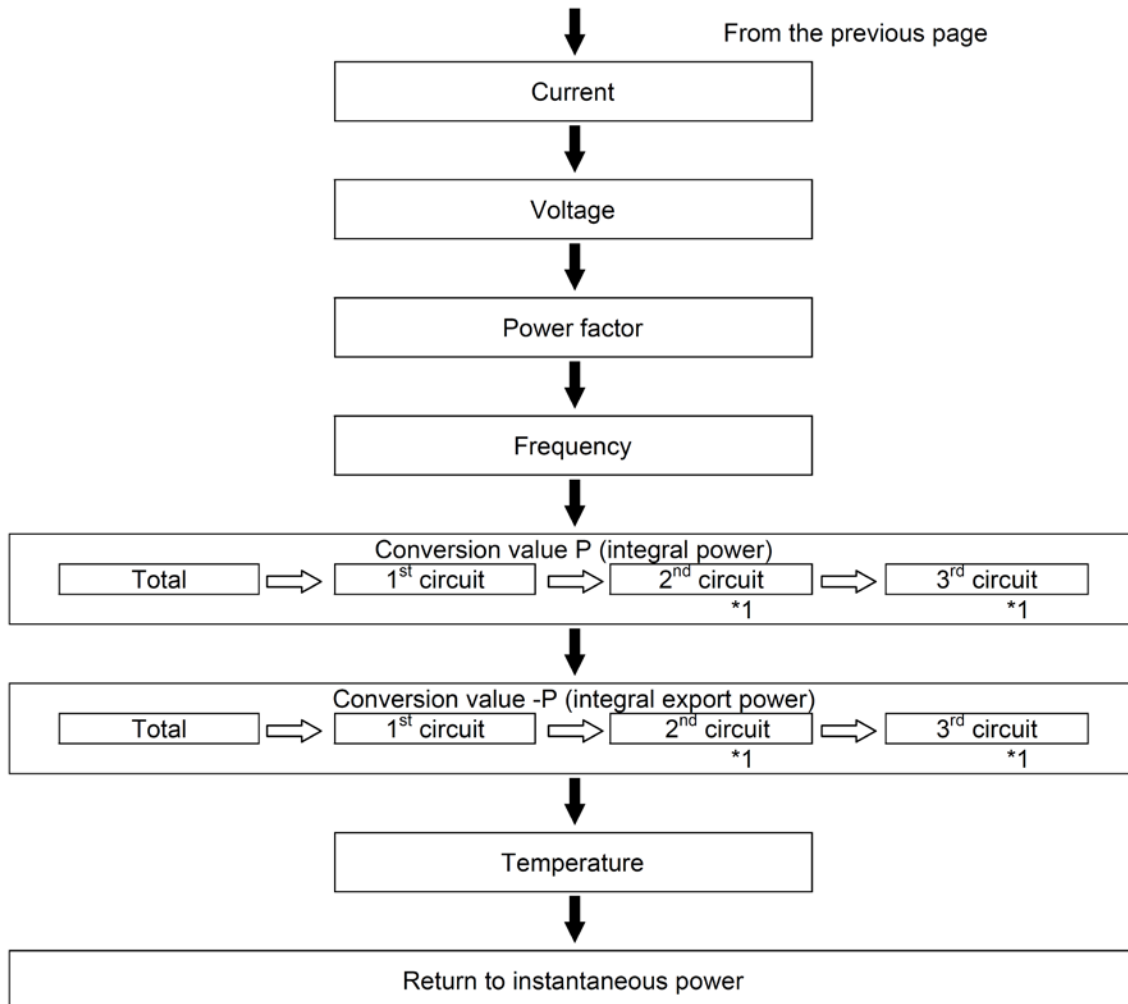 From the previous page
Current
Voltage
Power factor
Frequency
Conversion value P (integral power)
Total 1st circuit 2nd circuit 3rd circuit
*1 *1
Conversion value -P (integral export power)
Total 1st circuit 2nd circuit 3rd circuit
*1 *1
Temperature
Return to instantaneous power